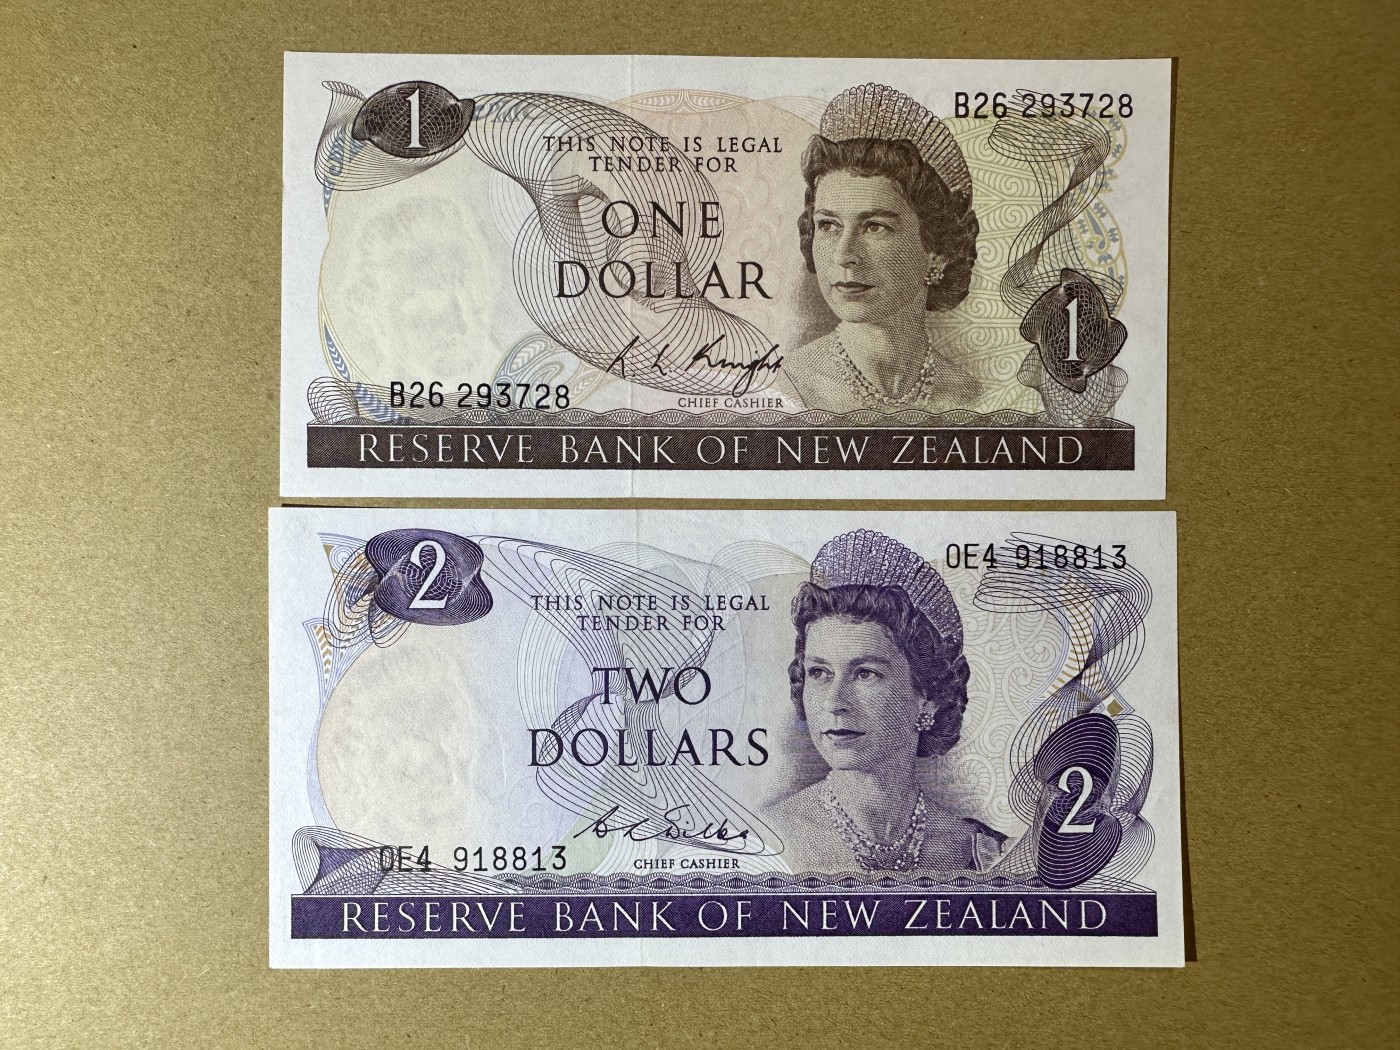 1
B26 293728
THIS NOTE IS LEGAL
TENDER FOR
ONE
DOLLAR
1
R. L. Knight
CHIEF CASHIER
B26 293728
RESERVE BANK OF NEW ZEALAND
2
0E4 918813
THIS NOTE IS LEGAL
TENDER FOR
TWO
DOLLARS
2
CHIEF CASHIER
0E4 918813
RESERVE BANK OF NEW ZEALAND